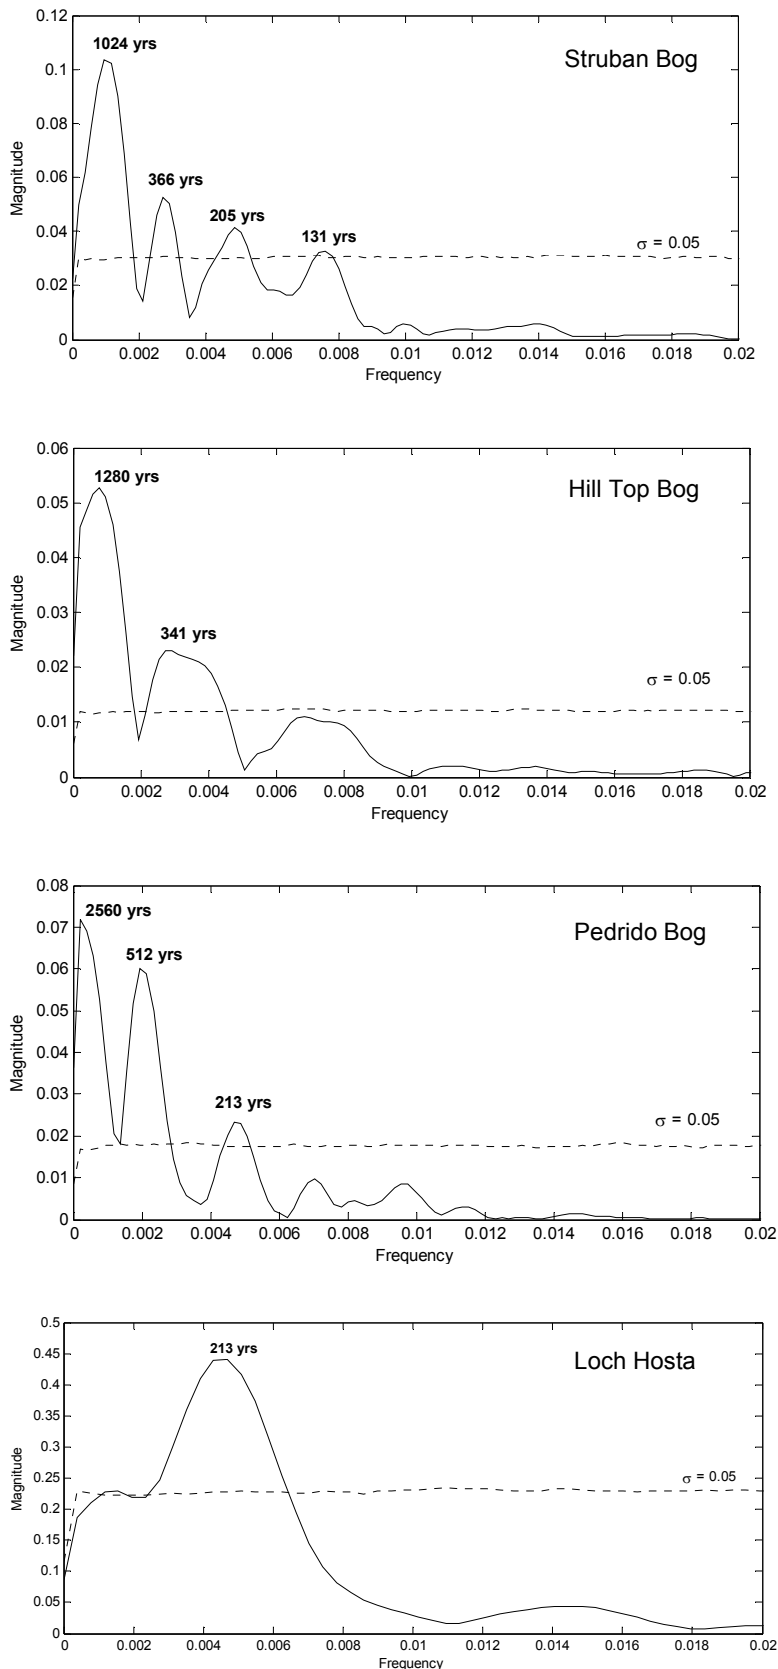 0.12
1024 yrs
Struban Bog
0.1
0.08
Magnitude
366 yrs
0.06
205 yrs
131 yrs
0.04
σ = 0.05
0.02
0
0 0.002 0.004 0.006 0.008 0.01 0.012 0.014 0.016 0.018 0.02
Frequency
0.06
1280 yrs
Hill Top Bog
0.05
0.04
Magnitude
0.03
341 yrs
0.02
σ = 0.05
0.01
0
0 0.002 0.004 0.006 0.008 0.01 0.012 0.014 0.016 0.018 0.02
Frequency
0.08
2560 yrs
Pedrido Bog
0.07
512 yrs
0.06
0.05
Magnitude
0.04
0.03
213 yrs
σ = 0.05
0.02
0.01
0
0 0.002 0.004 0.006 0.008 0.01 0.012 0.014 0.016 0.018 0.02
Frequency
0.5
213 yrs
0.45
Loch Hosta
0.4
0.35
0.3
Magnitude
0.25
σ = 0.05
0.2
0.15
0.1
0.05
0
0 0.002 0.004 0.006 0.008 0.01 0.012 0.014 0.016 0.018 0.02
Frequency